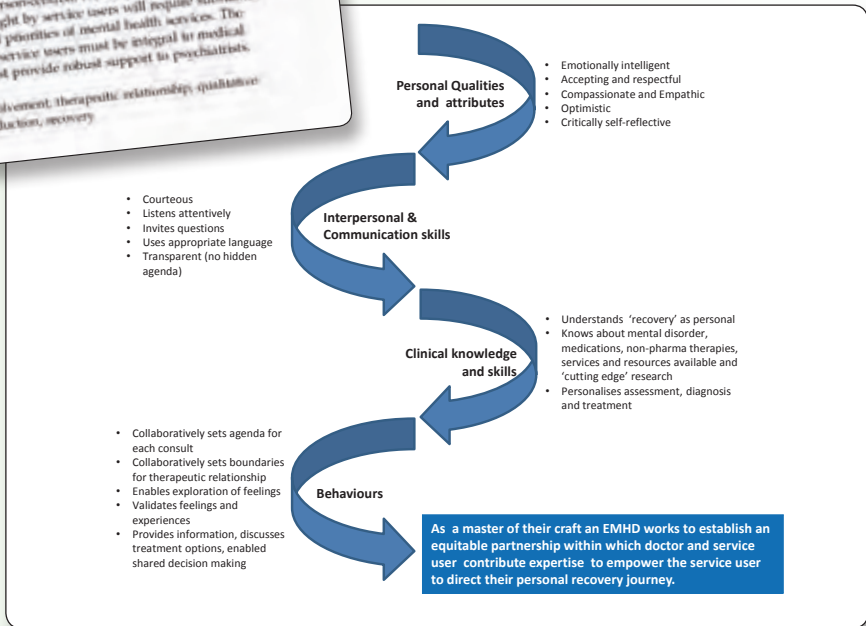 ght by service users will require
priorities of mental health services. The
service users must be integral to medical
st provide robust support to psychiatrists.
therapeutic relationship, qualitative
recovery
Personal Qualities
and attributes
• Emotionally intelligent
• Accepting and respectful
• Compassionate and Empathic
• Optimistic
• Critically self-reflective
• Courteous
• Listens attentively
• Invites questions
• Uses appropriate language
• Transparent (no hidden
agenda)
Interpersonal &
Communication skills
Clinical knowledge
and skills
• Understands ‘recovery’ as personal
• Knows about mental disorder,
medications, non-pharma therapies,
services and resources available and
‘cutting edge’ research
• Personalises assessment, diagnosis
and treatment
• Collaboratively sets agenda for
each consult
• Collaboratively sets boundaries
for therapeutic relationship
• Enables exploration of feelings
• Validates feelings and
experiences
• Provides information, discusses
treatment options, enabled
shared decision making
Behaviours
As a master of their craft an EMHD works to establish an
equitable partnership within which doctor and service
user contribute expertise to empower the service user
to direct their personal recovery journey.